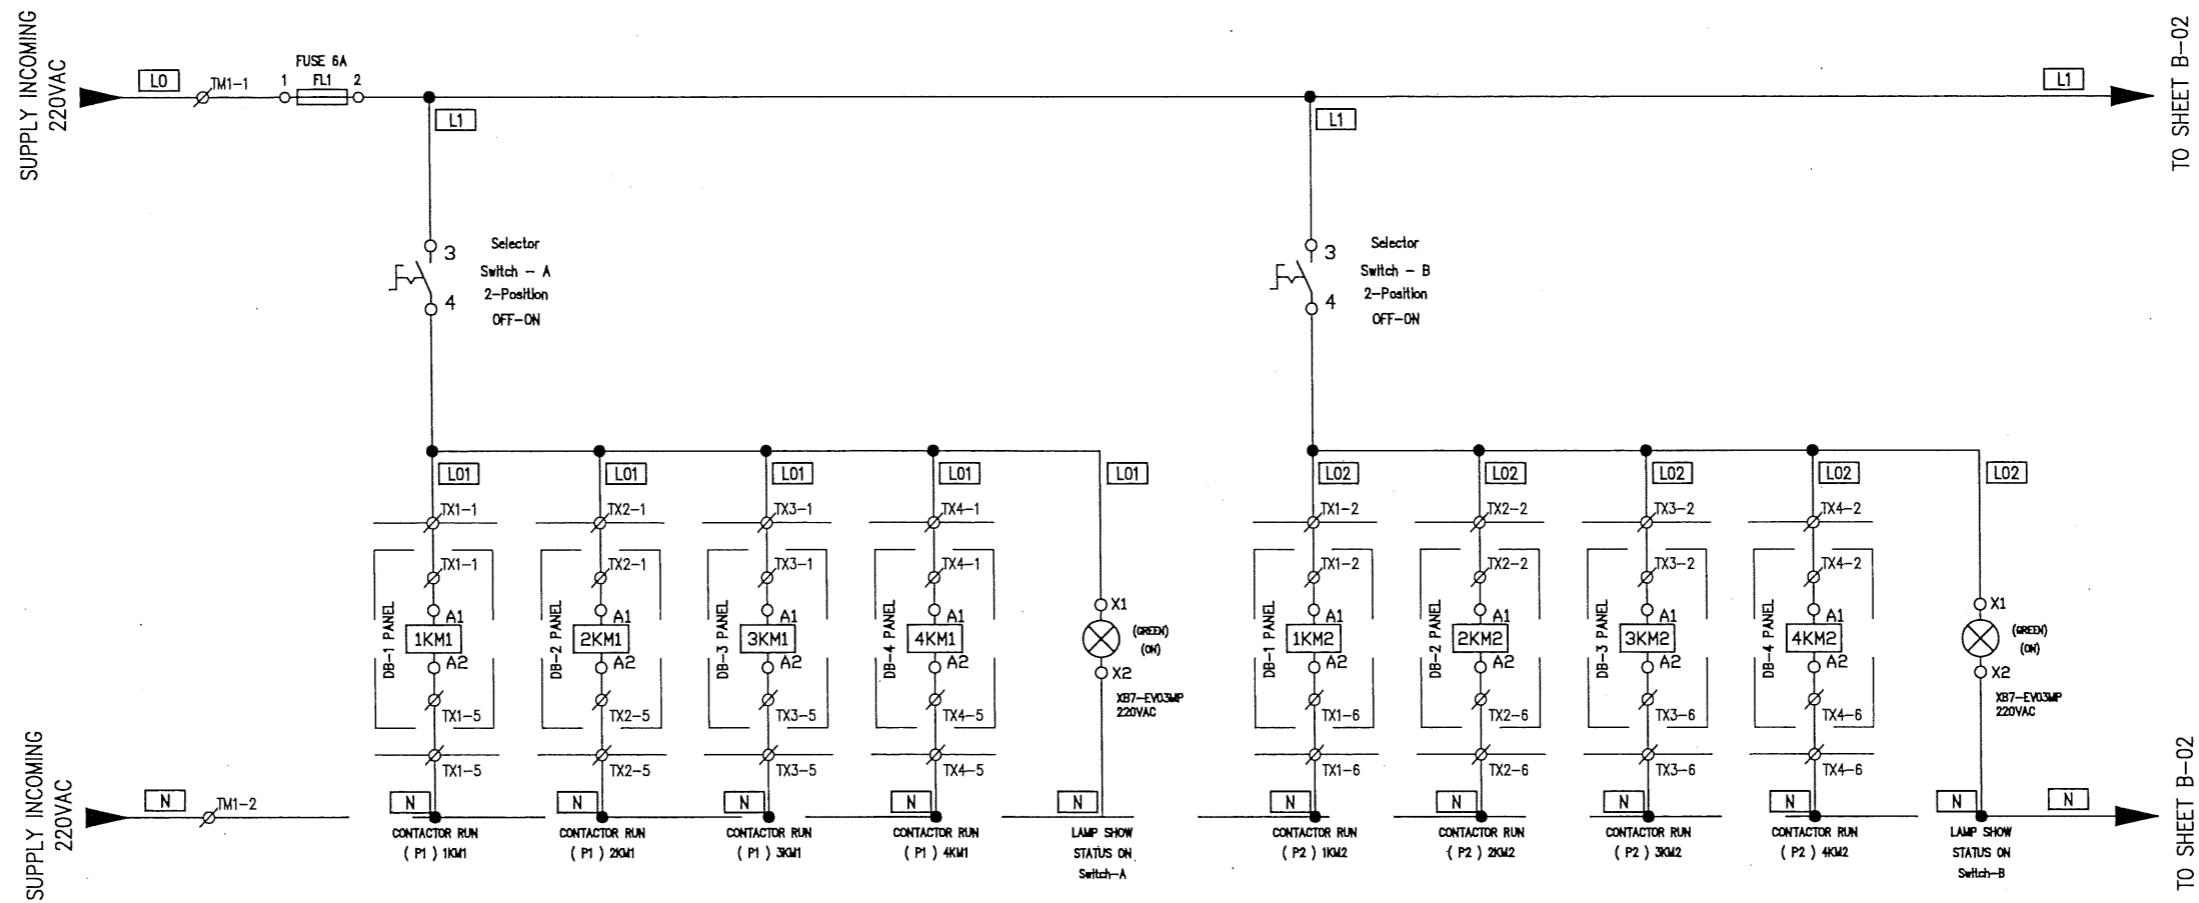 SUPPLY INCOMING
220VAC
L0
TM1-1
FUSE 6A
1 FL1 2
L1
TO SHEET B-02
L1
L1
3
Selector
Switch - A
2-Position
4
OFF-ON
3
Selector
Switch - B
2-Position
4
OFF-ON
L01 L01 L01 L01 L01
L02 L02 L02 L02 L02
TX1-1 TX2-1 TX3-1 TX4-1
TX1-2 TX2-2 TX3-2 TX4-2
TX1-1 TX2-1 TX3-1 TX4-1
TX1-2 TX2-2 TX3-2 TX4-2
DB-1 PANEL
A1
1KM1
A2
DB-2 PANEL
A1
2KM1
A2
DB-3 PANEL
A1
3KM1
A2
DB-4 PANEL
A1
4KM1
A2
X1
(GREEN)
(ON)
X2
XB7-EV03MP
220VAC
DB-1 PANEL
A1
1KM2
A2
DB-2 PANEL
A1
2KM2
A2
DB-3 PANEL
A1
3KM2
A2
DB-4 PANEL
A1
4KM2
A2
X1
(GREEN)
(ON)
X2
XB7-EV03MP
220VAC
TX1-5 TX2-5 TX3-5 TX4-5
TX1-6 TX2-6 TX3-6 TX4-6
TX1-5 TX2-5 TX3-5 TX4-5
TX1-6 TX2-6 TX3-6 TX4-6
SUPPLY INCOMING
220VAC
N
TM1-2
N N N N N
N N N N N
N
TO SHEET B-02
CONTACTOR RUN
( P1 ) 1KM1
CONTACTOR RUN
( P1 ) 2KM1
CONTACTOR RUN
( P1 ) 3KM1
CONTACTOR RUN
( P1 ) 4KM1
LAMP SHOW
STATUS ON
Switch-A
CONTACTOR RUN
( P2 ) 1KM2
CONTACTOR RUN
( P2 ) 2KM2
CONTACTOR RUN
( P2 ) 3KM2
CONTACTOR RUN
( P2 ) 4KM2
LAMP SHOW
STATUS ON
Switch-B